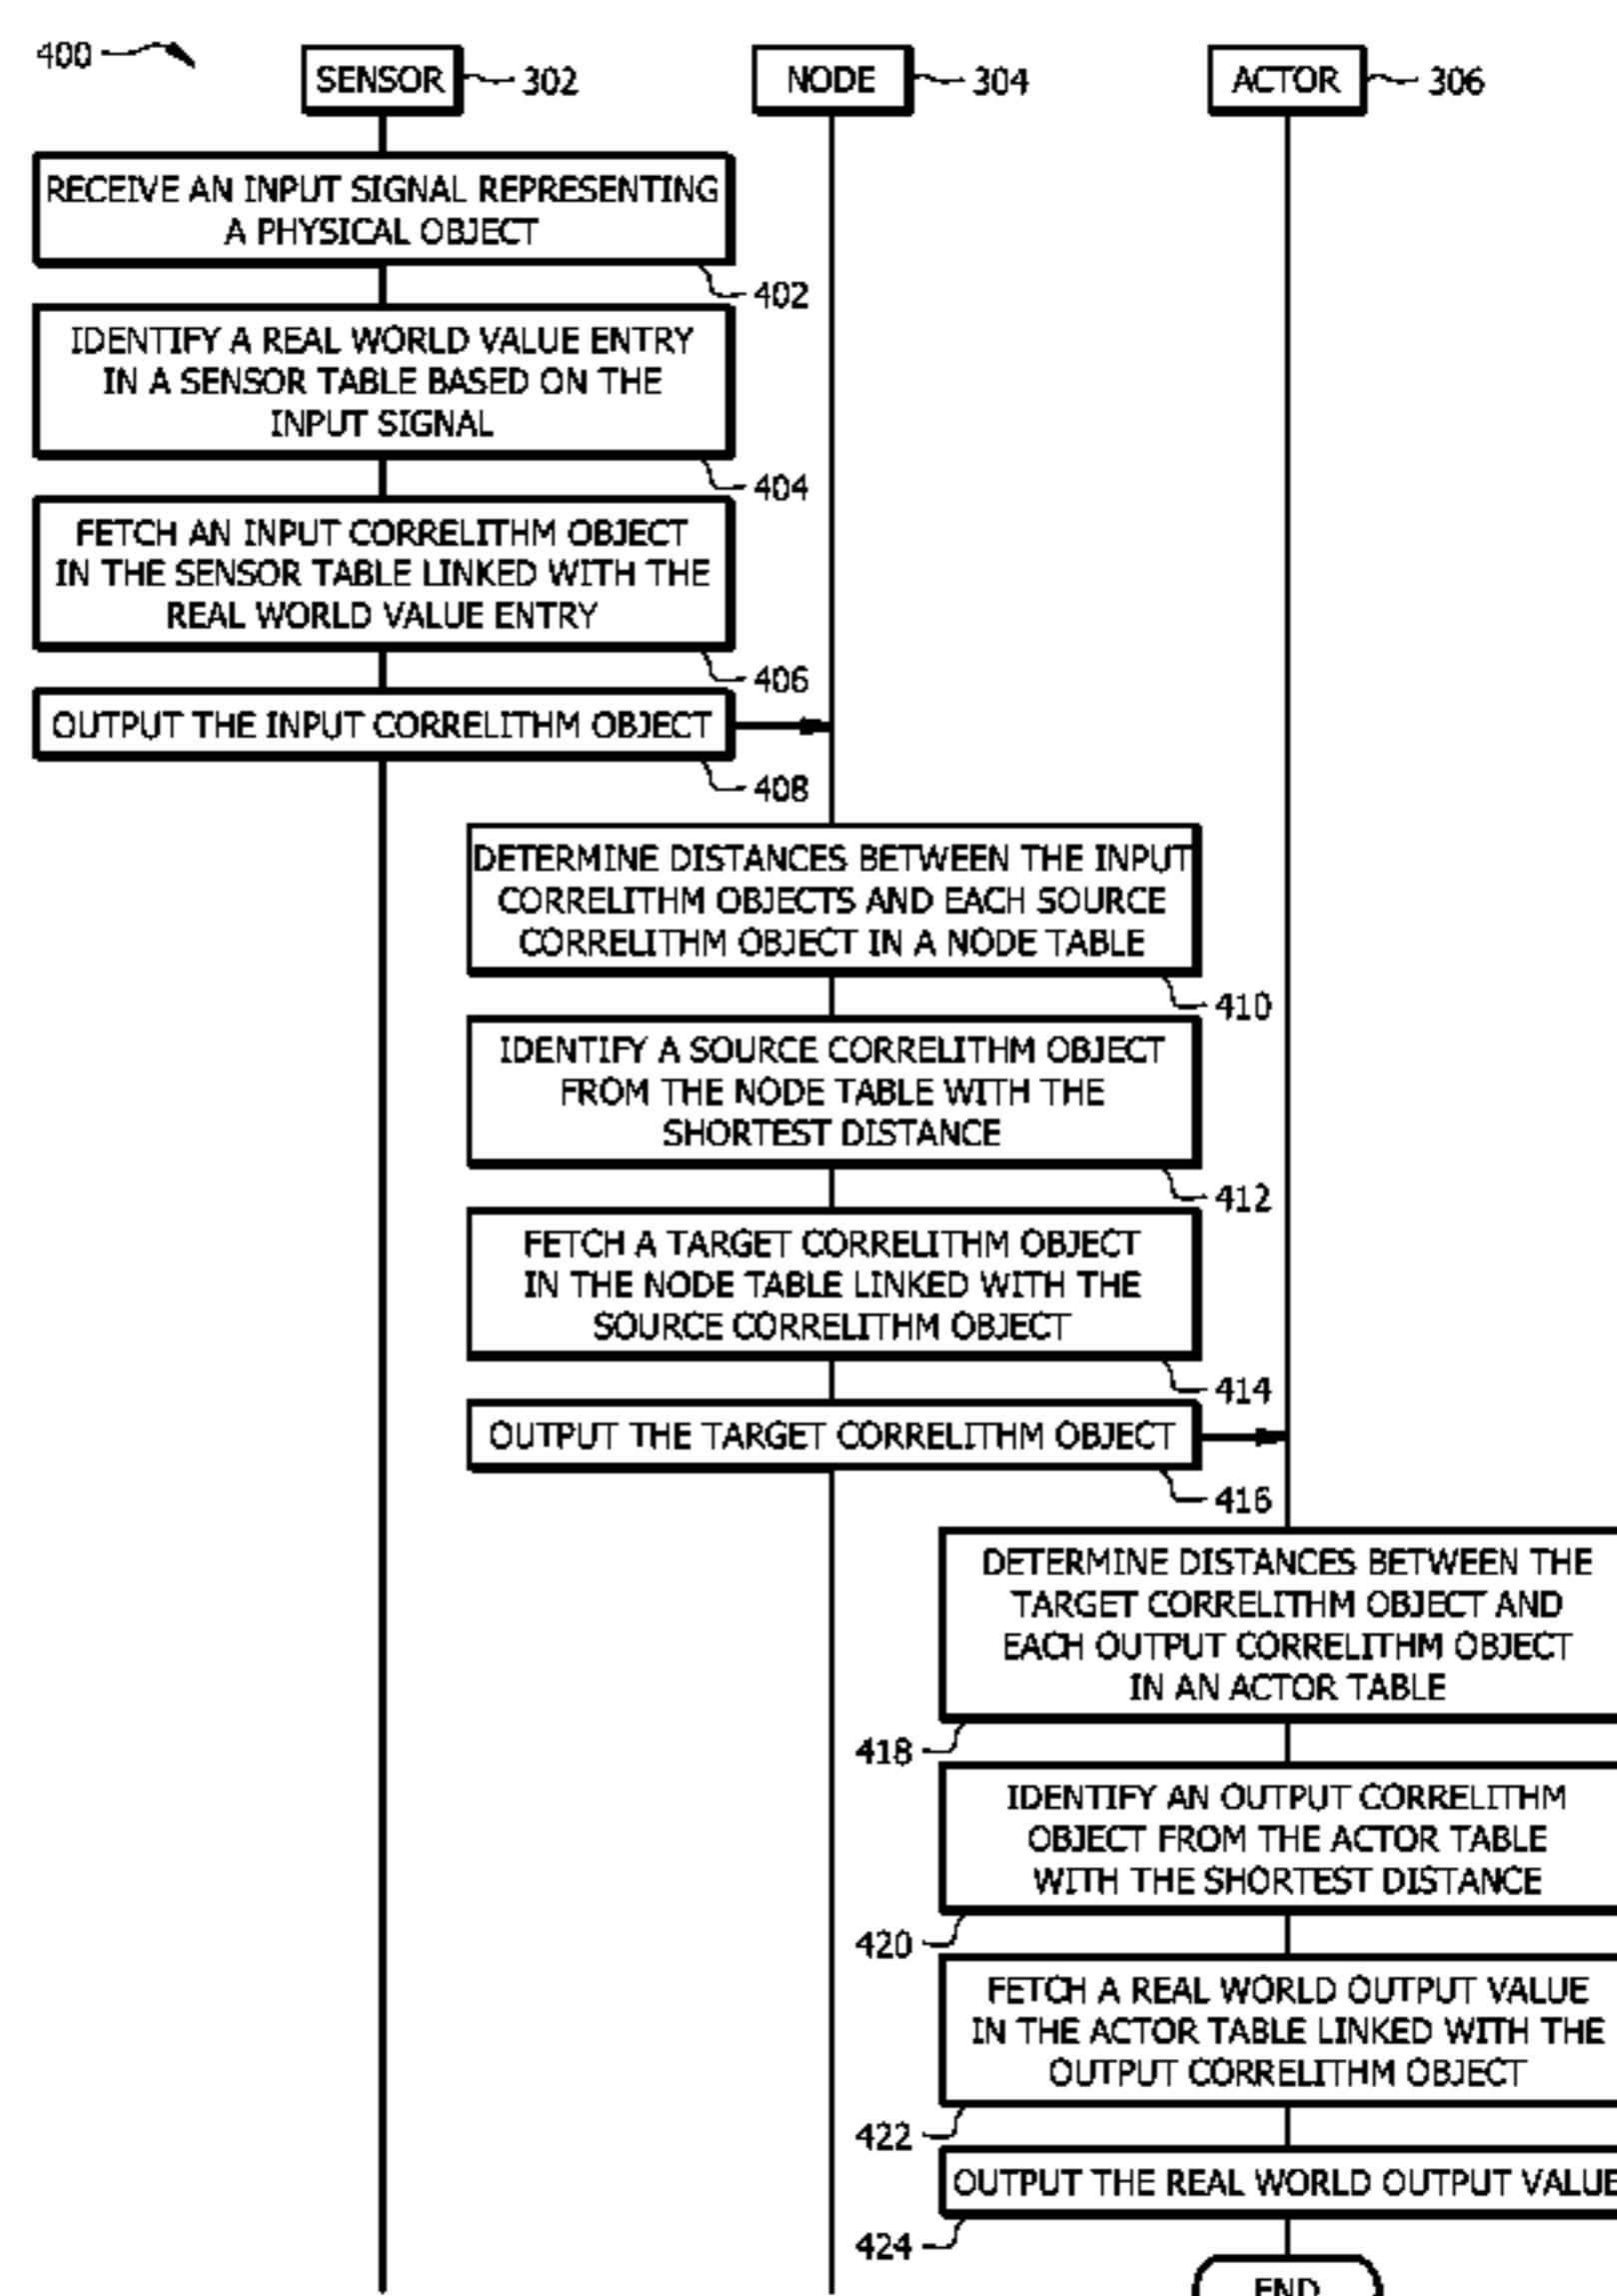 400
SENSOR 302
NODE 304
ACTOR 306
RECEIVE AN INPUT SIGNAL REPRESENTING
A PHYSICAL OBJECT
402
IDENTIFY A REAL WORLD VALUE ENTRY
IN A SENSOR TABLE BASED ON THE
INPUT SIGNAL
404
FETCH AN INPUT CORRELITHM OBJECT
IN THE SENSOR TABLE LINKED WITH THE
REAL WORLD VALUE ENTRY
406
OUTPUT THE INPUT CORRELITHM OBJECT
408
DETERMINE DISTANCES BETWEEN THE INPUT
CORRELITHM OBJECTS AND EACH SOURCE
CORRELITHM OBJECT IN A NODE TABLE
410
IDENTIFY A SOURCE CORRELITHM OBJECT
FROM THE NODE TABLE WITH THE
SHORTEST DISTANCE
412
FETCH A TARGET CORRELITHM OBJECT
IN THE NODE TABLE LINKED WITH THE
SOURCE CORRELITHM OBJECT
414
OUTPUT THE TARGET CORRELITHM OBJECT
416
DETERMINE DISTANCES BETWEEN THE
TARGET CORRELITHM OBJECT AND
EACH OUTPUT CORRELITHM OBJECT
IN AN ACTOR TABLE
418
IDENTIFY AN OUTPUT CORRELITHM
OBJECT FROM THE ACTOR TABLE
WITH THE SHORTEST DISTANCE
420
FETCH A REAL WORLD OUTPUT VALUE
IN THE ACTOR TABLE LINKED WITH THE
OUTPUT CORRELITHM OBJECT
422
OUTPUT THE REAL WORLD OUTPUT VALUE
424
END